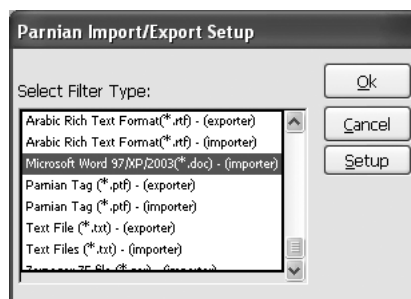 Parnian Import/Export Setup
Select Filter Type:
Arabic Rich Text Format(*.rtf) - (exporter)
Arabic Rich Text Format(*.rtf) - (importer)
Microsoft Word 97/XP/2003(*.doc) - (importer)
Parnian Tag (*.ptf) - (exporter)
Parnian Tag (*.ptf) - (importer)
Text File (*.txt) - (exporter)
Text Files (*.txt) - (importer)
Ok
Cancel
Setup